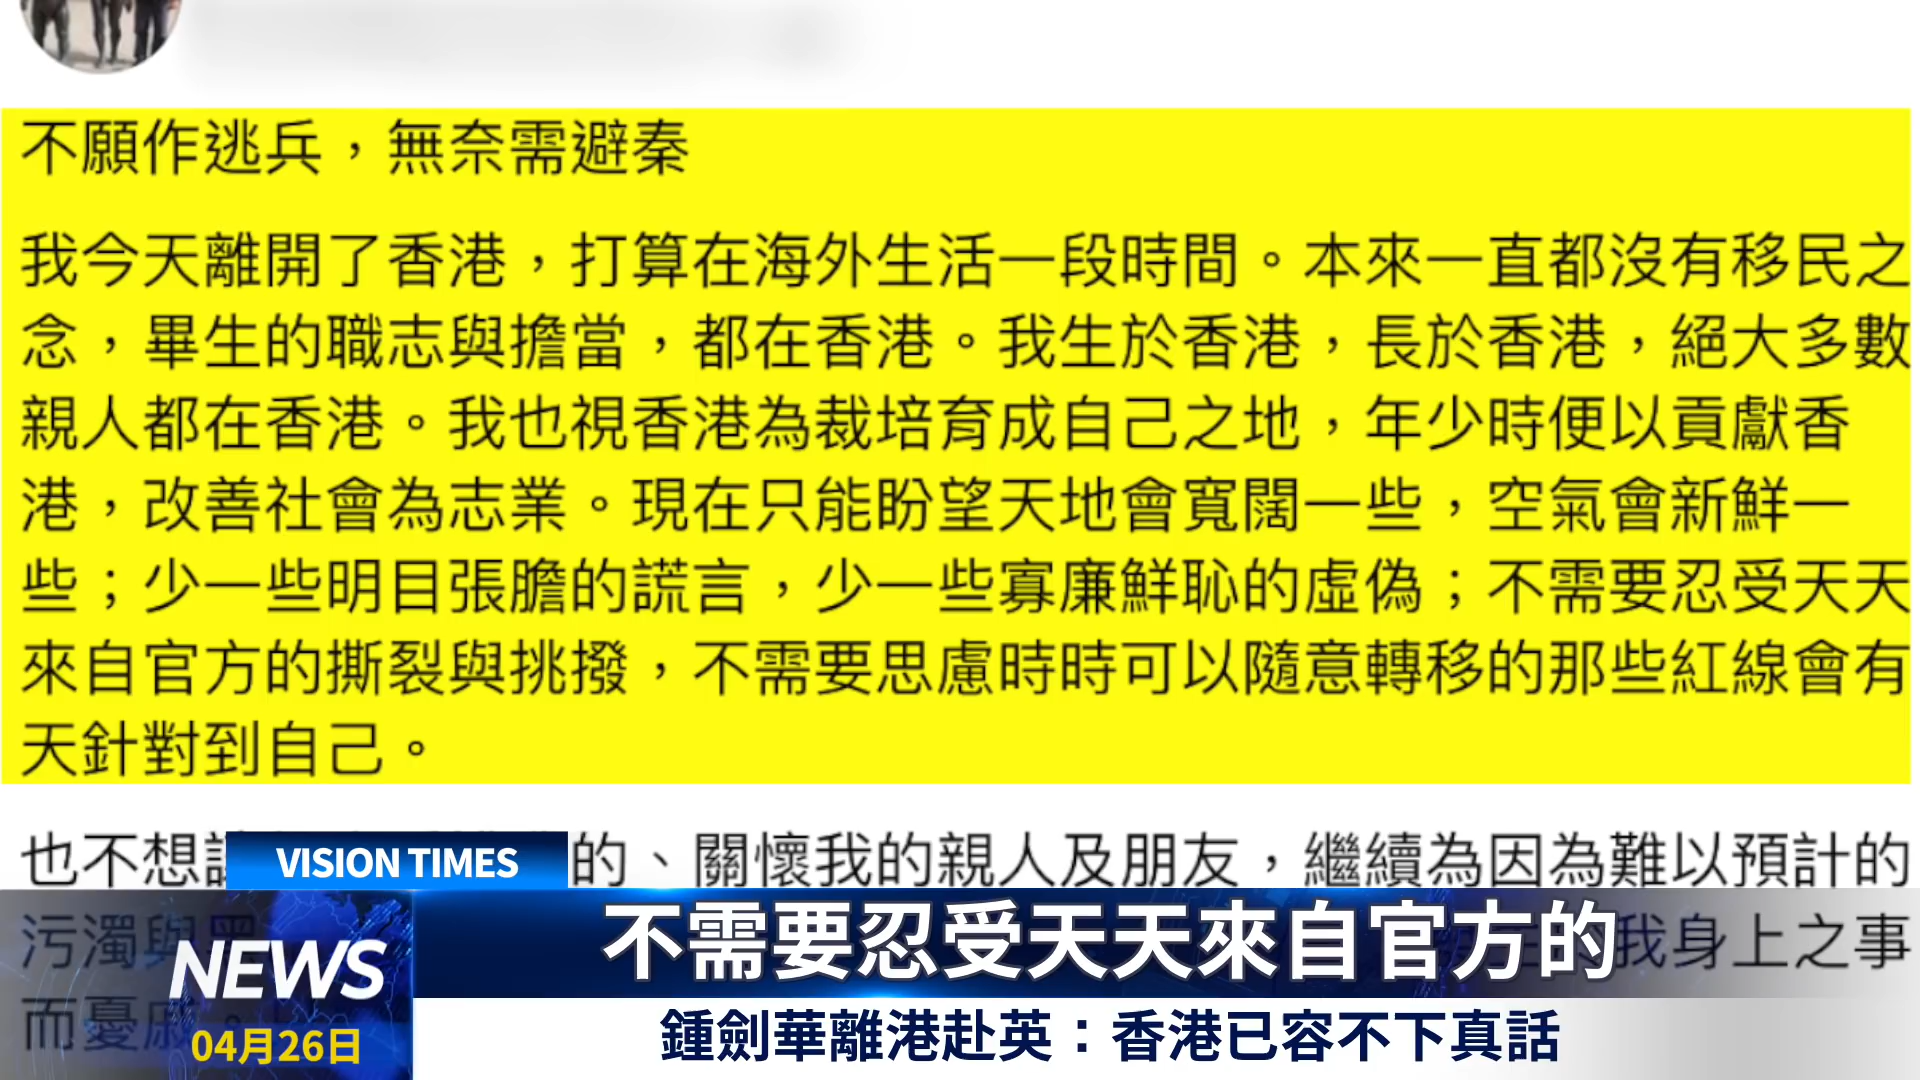 不願作逃兵，無奈需避秦
我今天離開了香港，打算在海外生活一段時間。本來一直都沒有移民之
念，畢生的職志與擔當，都在香港。我生於香港，長於香港，絕大多數
親人都在香港。我也視香港為栽培育成自己之地，年少時便以貢獻香
港，改善社會為志業。現在只能盼望天地會寬闊一些，空氣會新鮮一
些；少一些明目張膽的謊言，少一些寡廉鮮恥的虛偽；不需要忍受天天
來自官方的撕裂與挑撥，不需要思慮時時可以隨意轉移的那些紅線會有
天針對到自己。
也不想 的、關懷我的親人及朋友，繼續為因為難以預計的
VISION TIMES
污濁與 我身上之事
不需要忍受天天來自官方的
NEWS
而憂
鍾劍華離港赴英：香港已容不下真話
04月26日